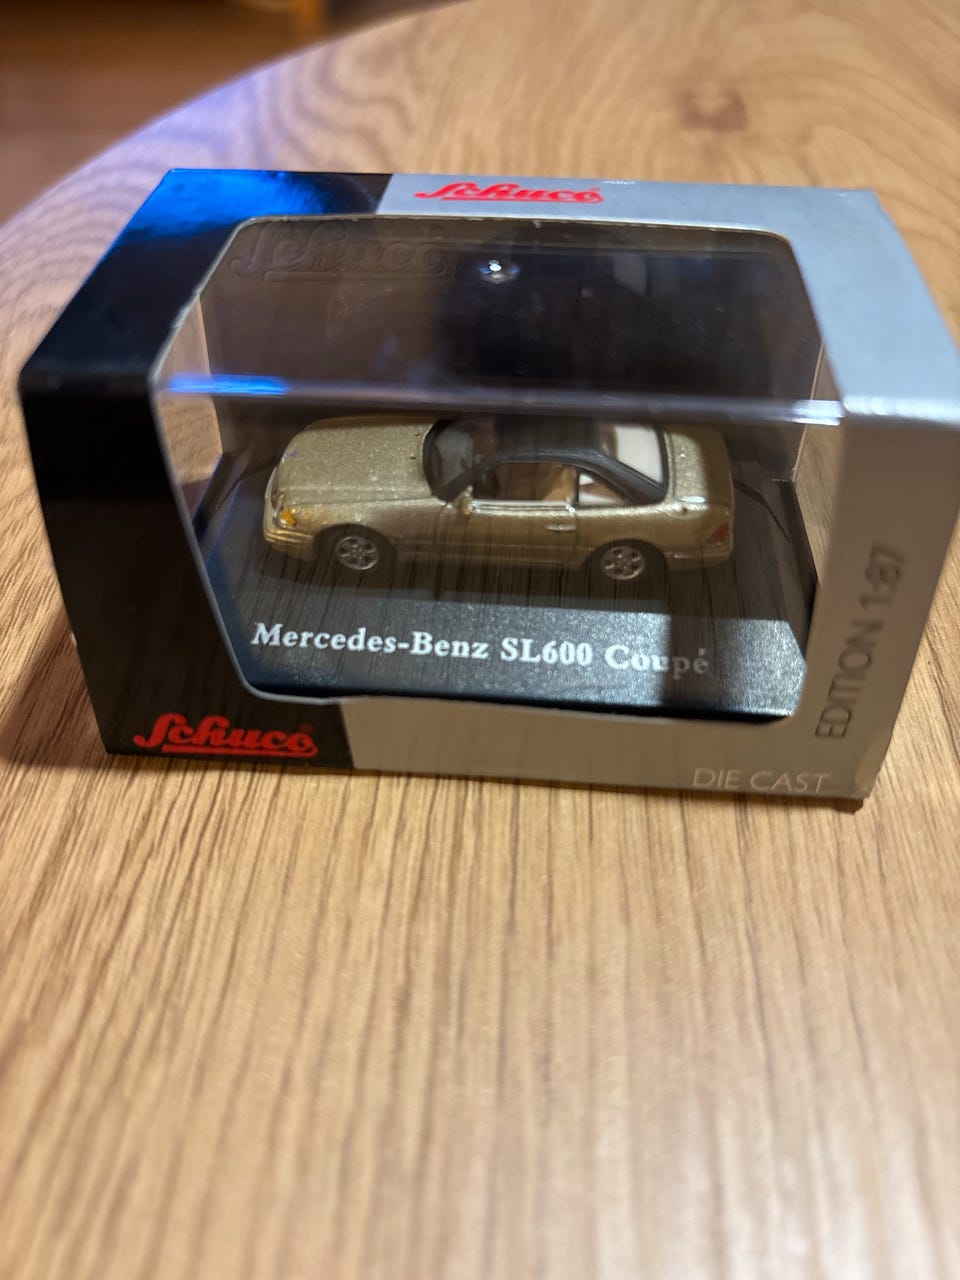 Schuco
Schuco
Mercedes-Benz SL600 Coupé
EDITION 1:87
Schuco
DIE CAST